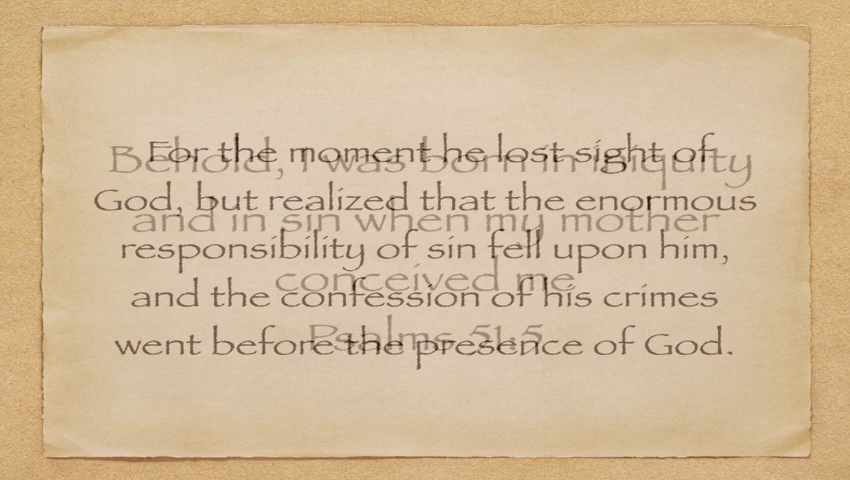 For the moment he lost sight of
God, but realized that the enormous
responsibility of sin fell upon him,
and the confession of his crimes
went before the presence of God.
Behold, I was born in iniquity
and in sin when my mother
conceived me
Psalms 51:5